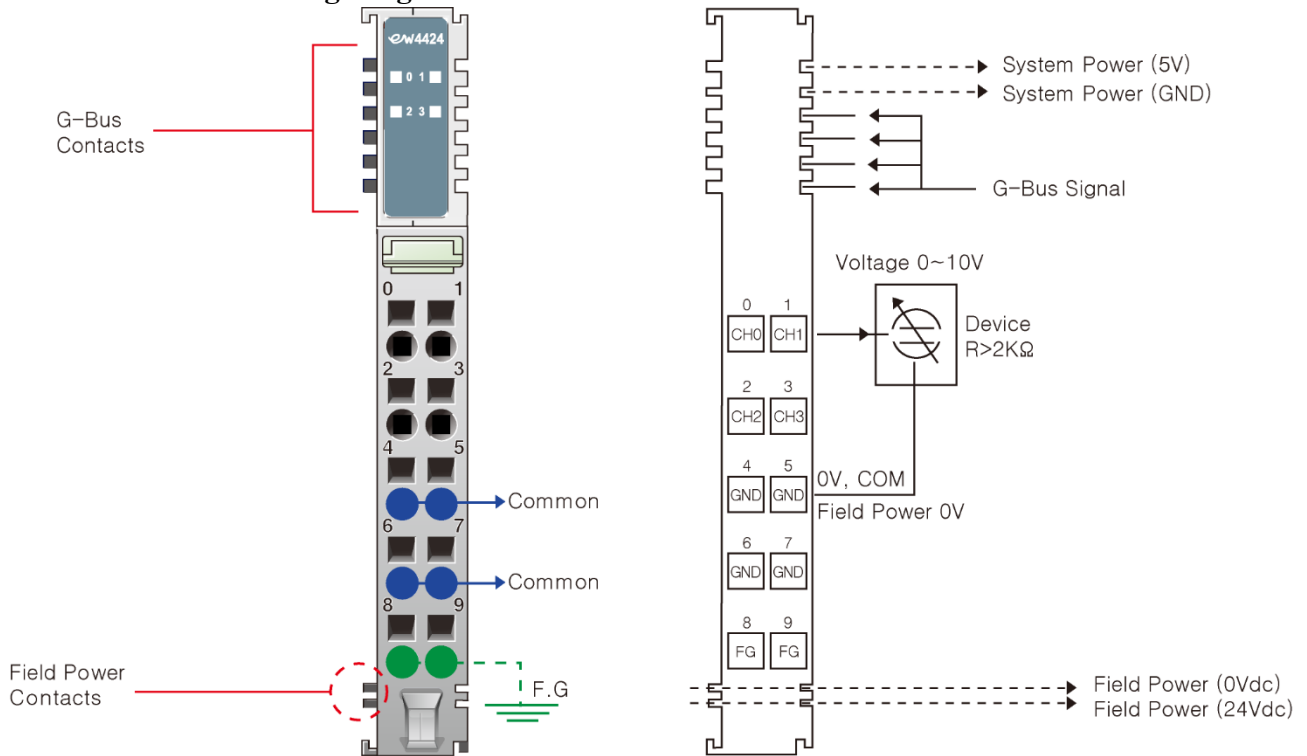 ew4424
0 1
2 3
G-Bus
Contacts
0 1
2 3
4 5
Common
6 7
Common
8 9
Field Power
Contacts
F.G
System Power (5V)
System Power (GND)
G-Bus Signal
Voltage 0~10V
0 1
CH0 CH1
Device
R>2KΩ
2 3
CH2 CH3
4 5
GND GND
0V, COM
Field Power 0V
6 7
GND GND
8 9
FG FG
Field Power (0Vdc)
Field Power (24Vdc)